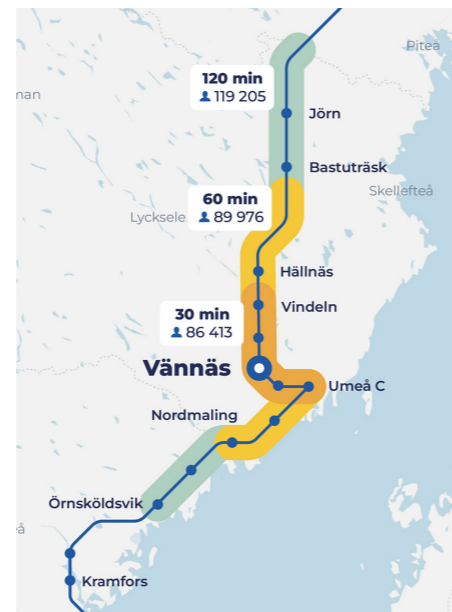 Piteå
120 min
119 205
man
Jörn
Bastuträsk
Skellefteå
60 min
89 976
Lycksele
Hällnäs
Vindeln
30 min
86 413
Vännäs
Umeå C
Nordmaling
Örnsköldsvik
å
Kramfors